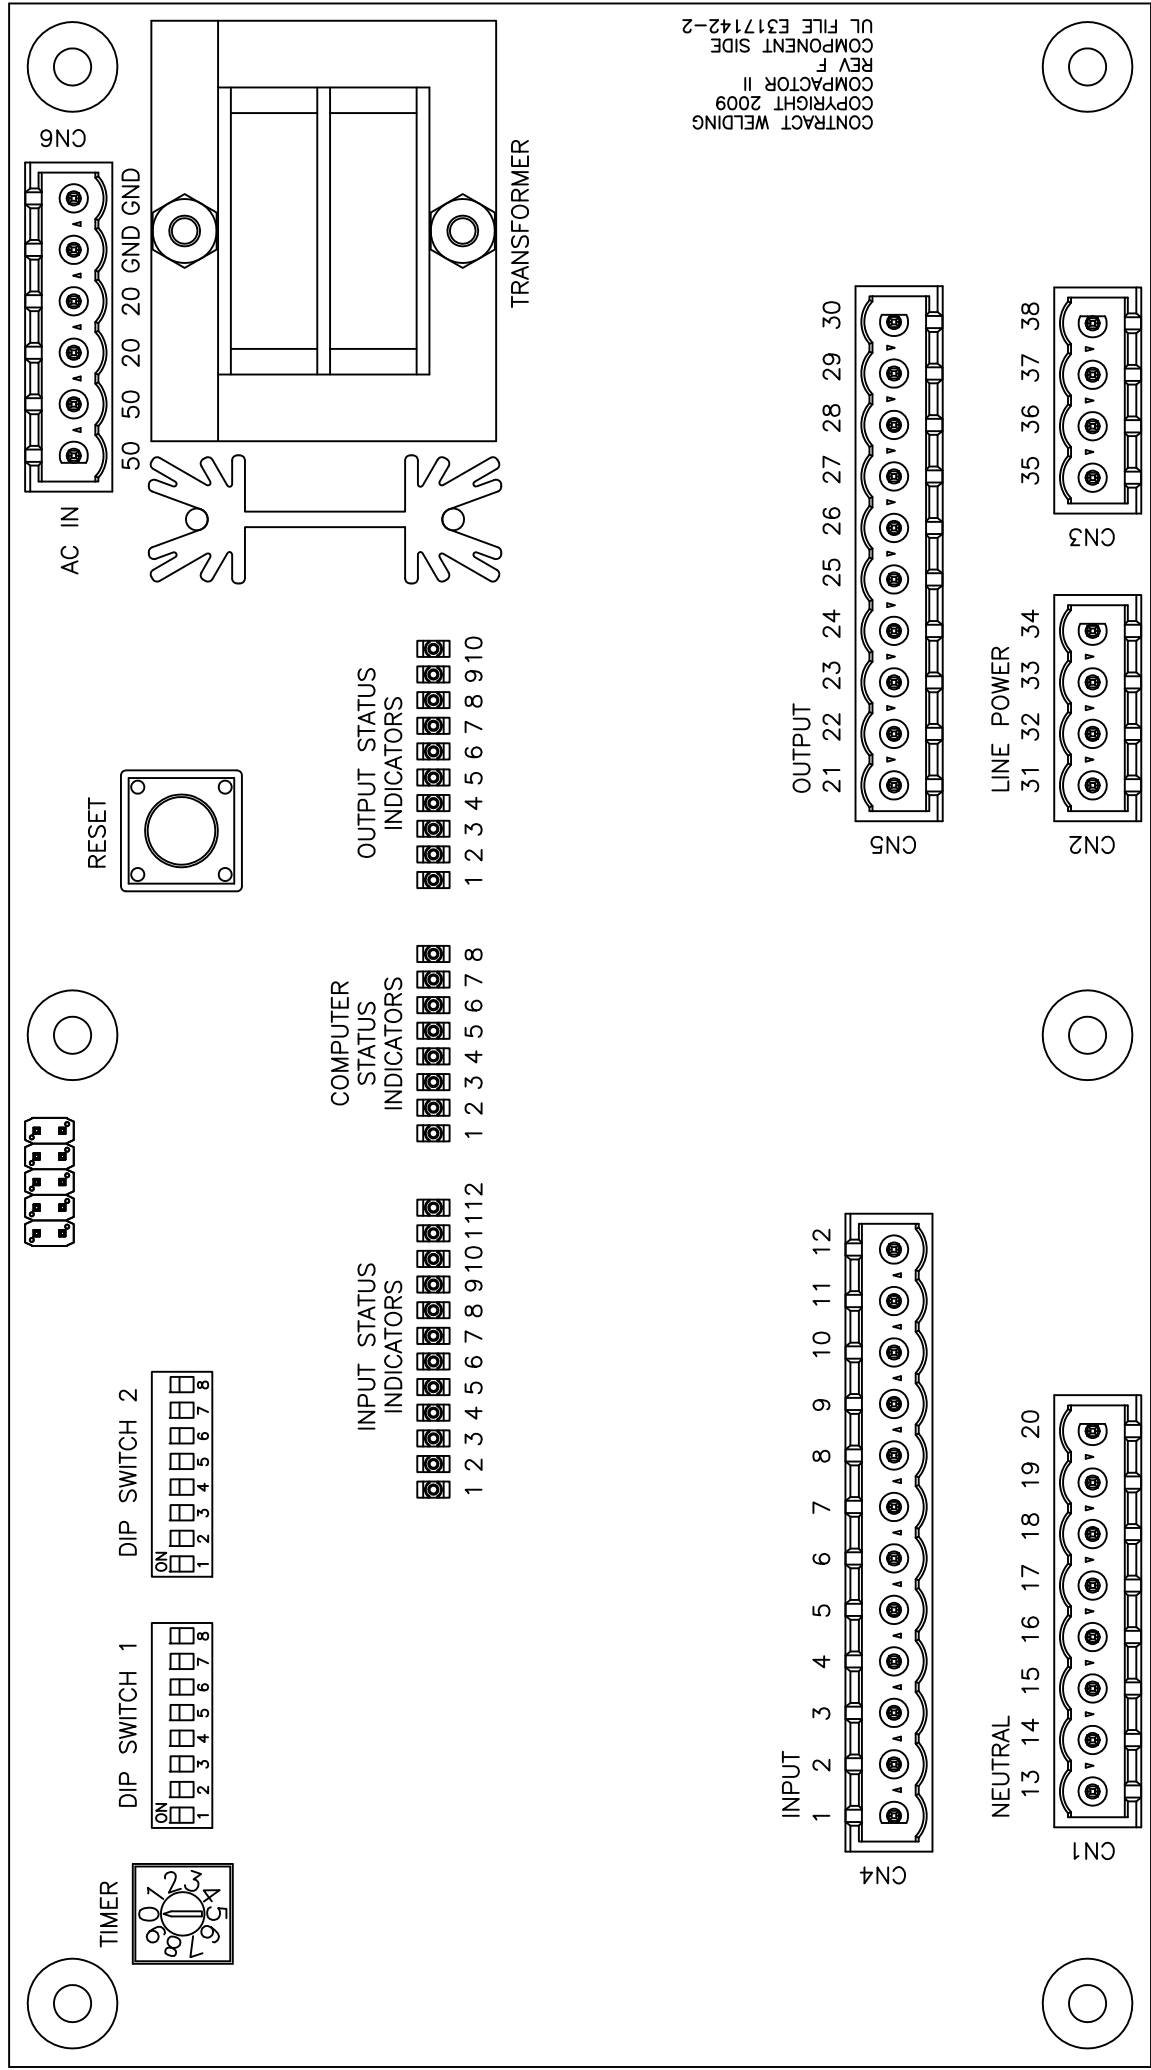 TIMER
0 1 2 3 4 5 6 7 8 9
DIP SWITCH 1
ON
1 2 3 4 5 6 7 8
DIP SWITCH 2
ON
1 2 3 4 5 6 7 8
RESET
AC IN
50 50 20 20 GND GND
CN6
TRANSFORMER
INPUT STATUS
INDICATORS
1 2 3 4 5 6 7 8 9 10 11 12
COMPUTER
STATUS
INDICATORS
1 2 3 4 5 6 7 8
OUTPUT STATUS
INDICATORS
1 2 3 4 5 6 7 8 9 10
CONTRACT WELDING
COPYRIGHT 2009
COMPACTOR II
REV F
COMPONENT SIDE
UL FILE E317142-2
INPUT
1 2 3 4 5 6 7 8 9 10 11 12
CN4
OUTPUT
21 22 23 24 25 26 27 28 29 30
CN5
NEUTRAL
13 14 15 16 17 18 19 20
CN1
LINE POWER
31 32 33 34
CN2
35 36 37 38
CN3